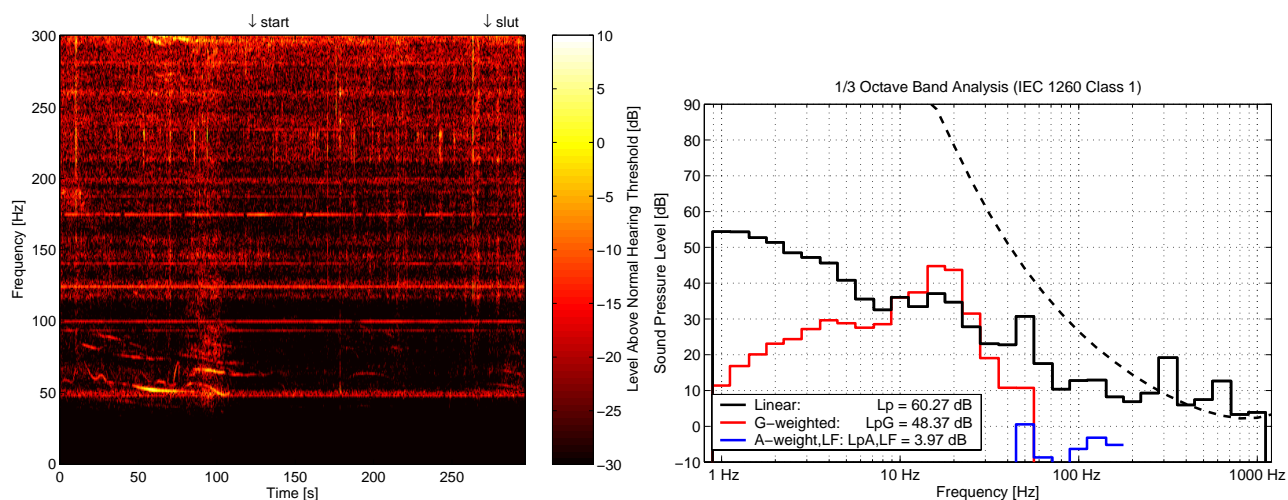 ↓ start
↓ slut
300
250
200
150
100
50
0
Frequency [Hz]
0
50
100
150
200
250
Time [s]
10
5
0
−5
−10
−15
−20
−25
−30
Level Above Normal Hearing Threshold [dB]
1/3 Octave Band Analysis (IEC 1260 Class 1)
90
80
70
60
50
40
30
20
10
0
−10
Sound Pressure Level [dB]
Linear: Lp = 60.27 dB
G-weighted: LpG = 48.37 dB
A-weight,LF: LpA,LF = 3.97 dB
1 Hz
10 Hz
100 Hz
1000 Hz
Frequency [Hz]